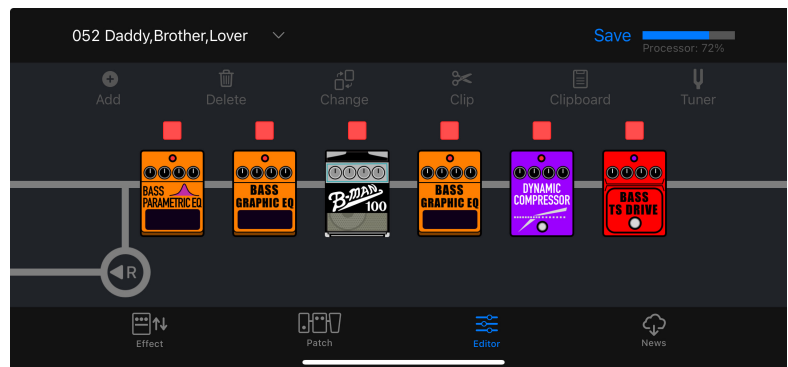 052 Daddy,Brother,Lover
Save
Processor: 72%
Add
Delete
Change
Clip
Clipboard
Tuner
BASS
PARAMETRIC EQ
BASS
GRAPHIC EQ
B-MAN
100
BASS
GRAPHIC EQ
DYNAMIC
COMPRESSOR
BASS
TS DRIVE
R
Effect
Patch
Editor
News